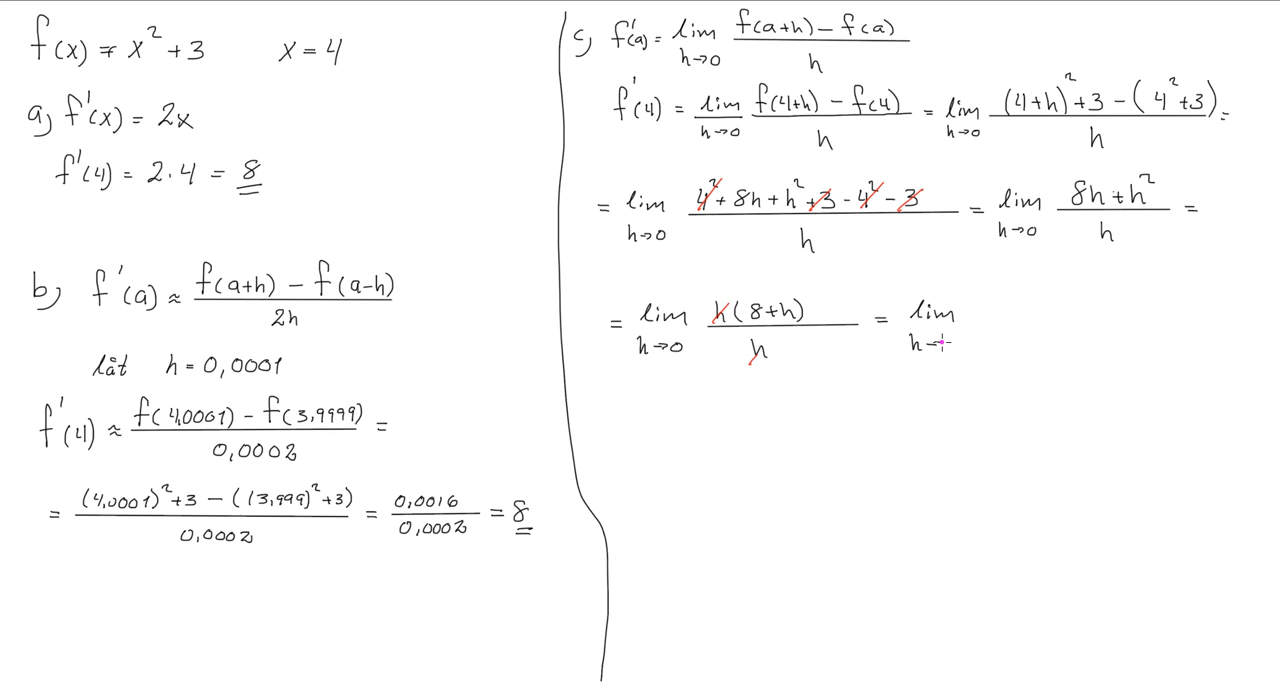 f(x) = x² + 3    x = 4
a) f'(x) = 2x
f'(4) = 2 · 4 = 8
b) f'(a) ≈ (f(a+h) − f(a−h)) / 2h
låt h = 0,0001
f'(4) ≈ (f(4,0001) − f(3,9999)) / 0,0002 =
= ((4,0001)² + 3 − ((3,999)² + 3)) / 0,0002 = 0,0016 / 0,0002 = 8
c) f'(a) = lim h→0 (f(a+h) − f(a)) / h
f'(4) = lim h→0 (f(4+h) − f(4)) / h = lim h→0 ((4+h)² + 3 − (4² + 3)) / h =
= lim h→0 (4² + 8h + h² + 3 − 4² − 3) / h = lim h→0 (8h + h²) / h =
= lim h→0 h(8+h) / h = lim h→